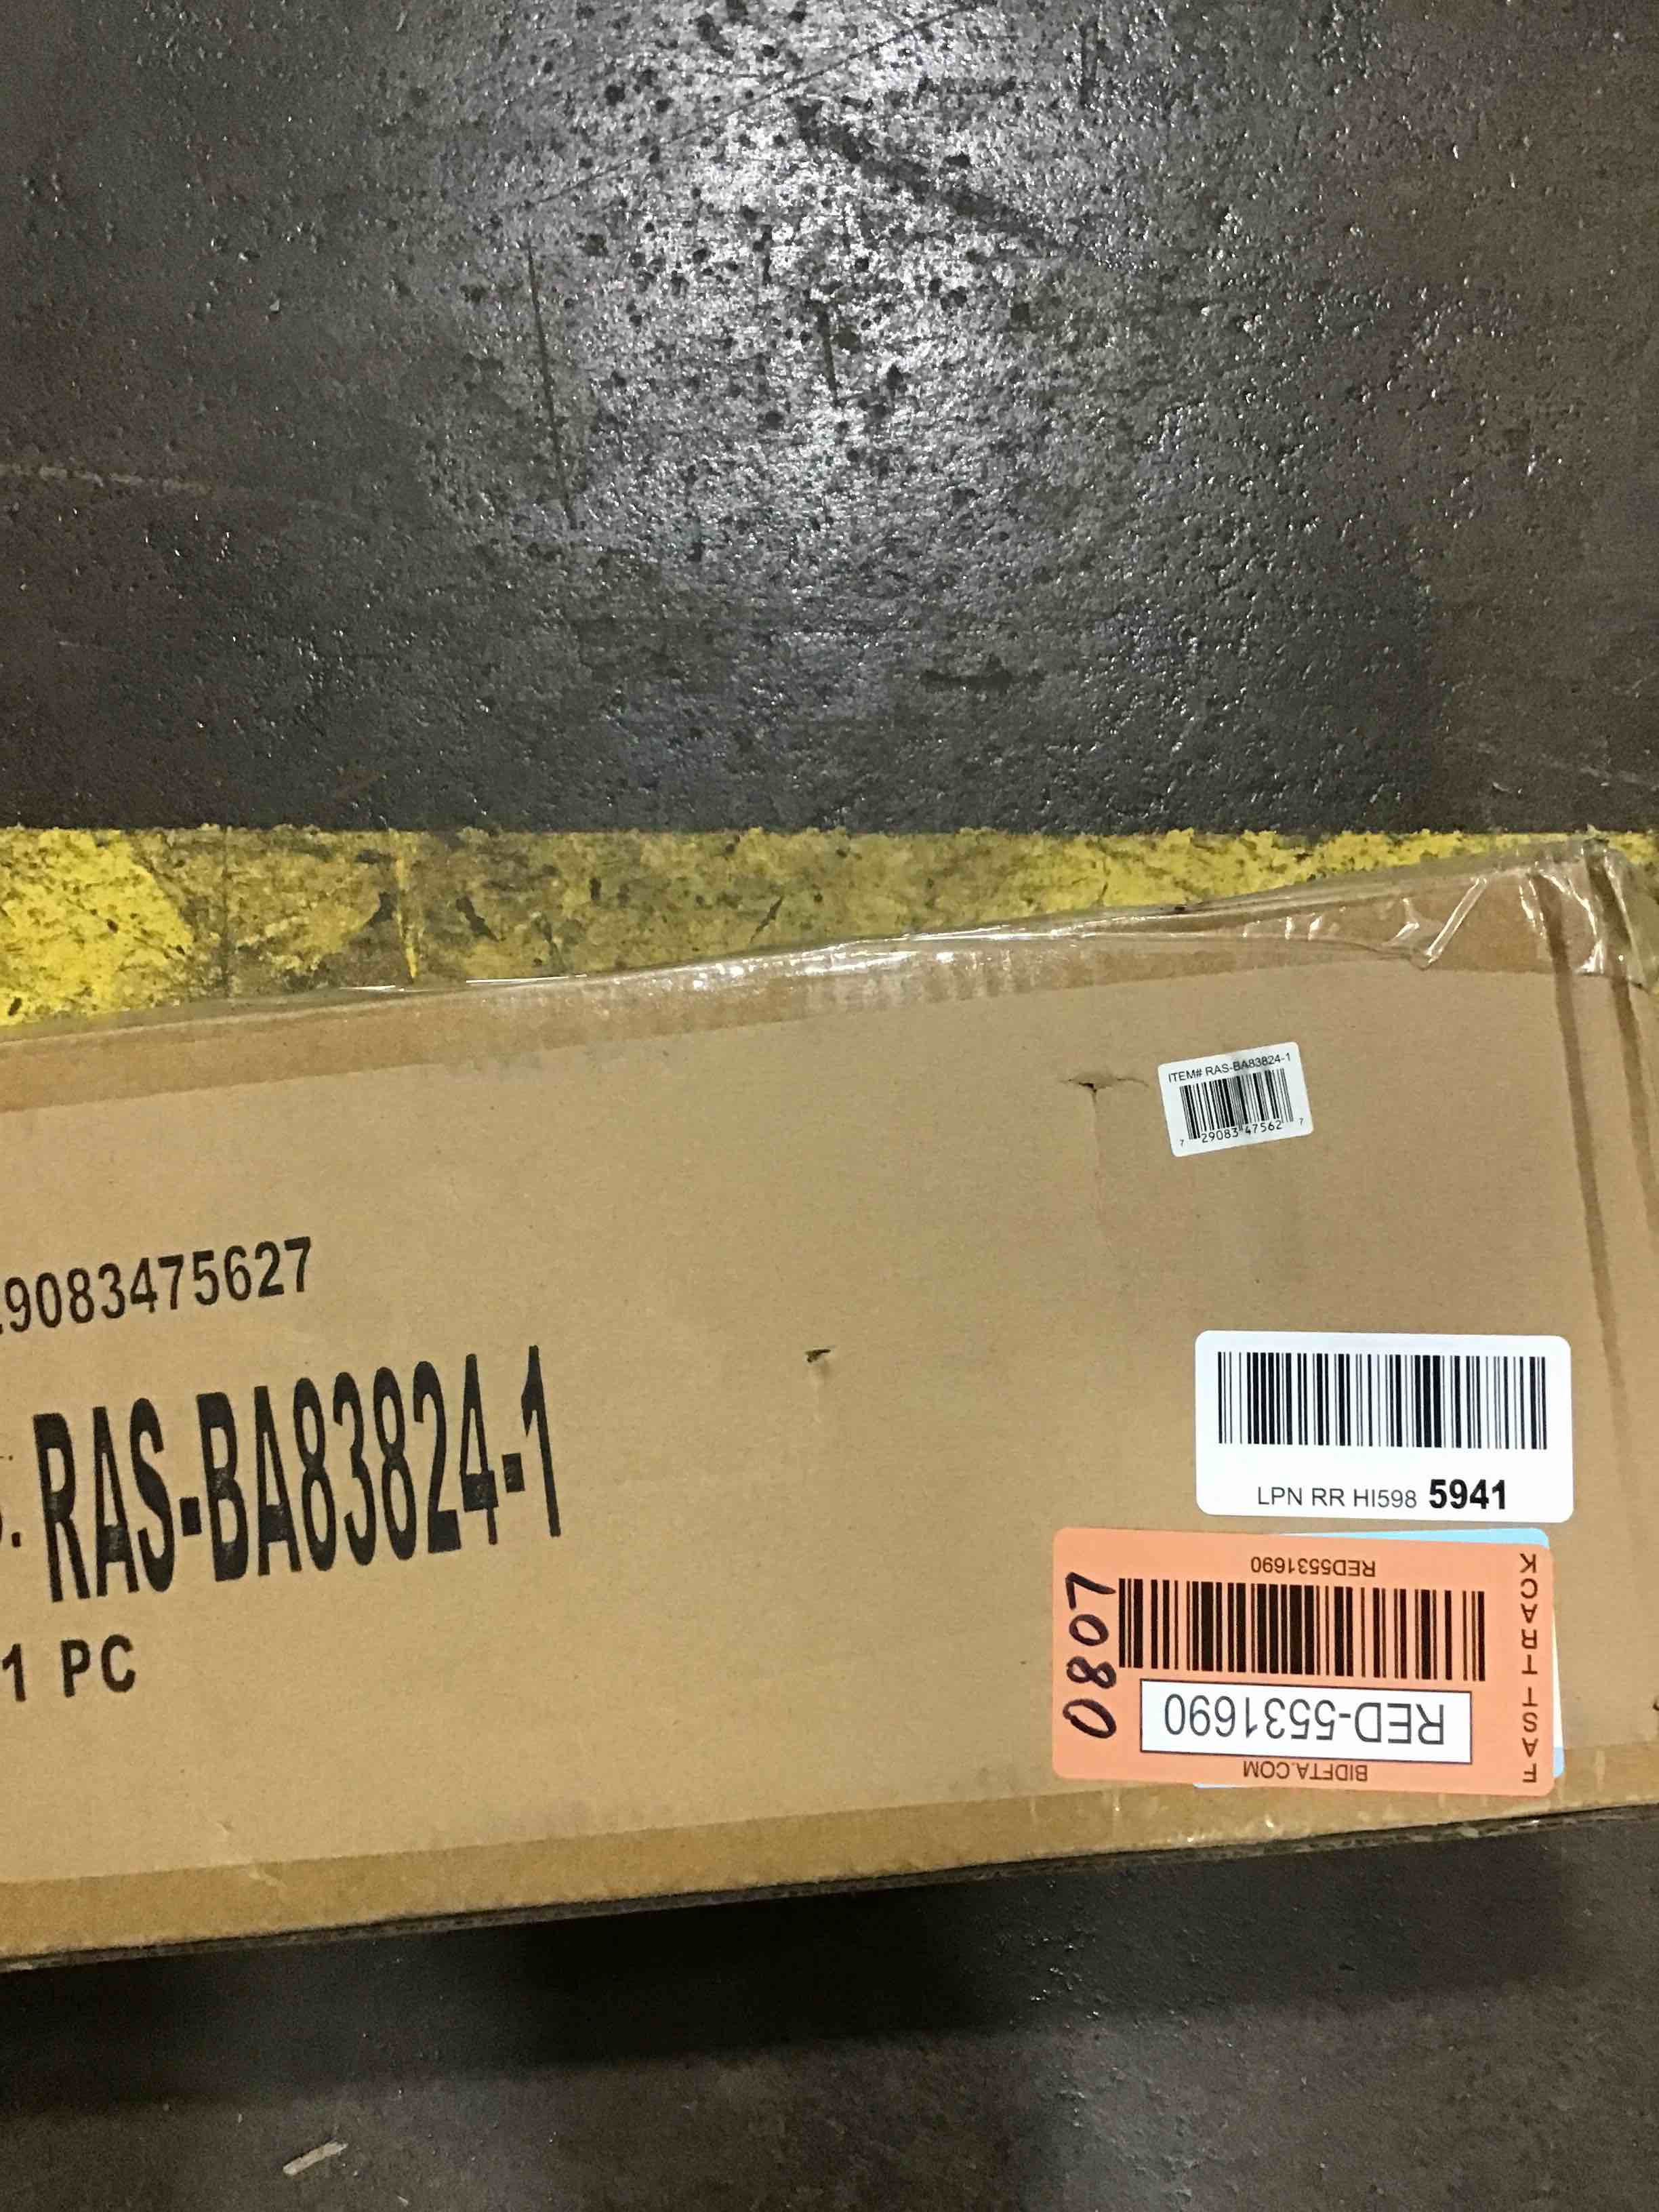 ITEM# RAS-BA83824-1
7 29083 47562 7
9083475627
. RAS-BA83824-1
1 PC
LPN RR HI598 5941
RED5531690
0807
RED-5531690
BIDFTA.COM
FAST TRACK